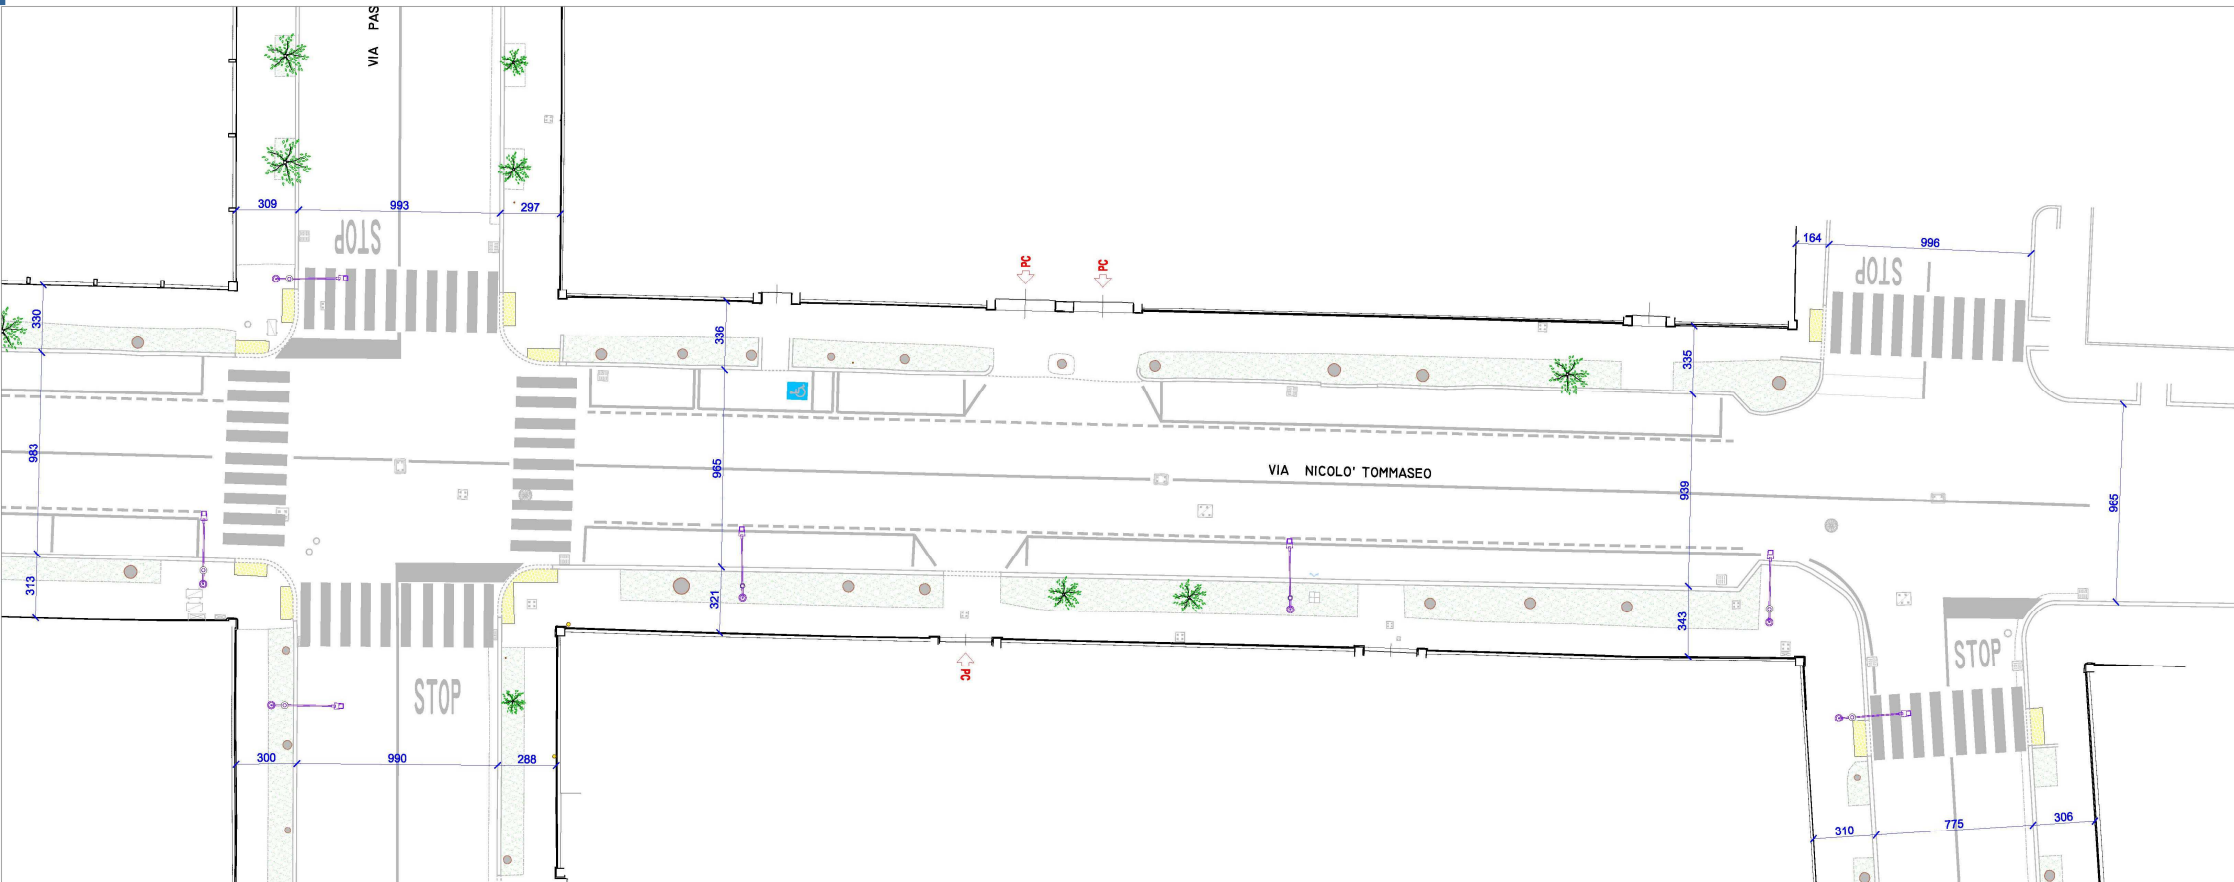 VIA PAS
309
993
297
STOP
164
996
STOP
PC
PC
330
336
335
983
965
VIA NICOLO' TOMMASEO
939
965
313
321
343
STOP
STOP
PC
300
990
288
310
775
306